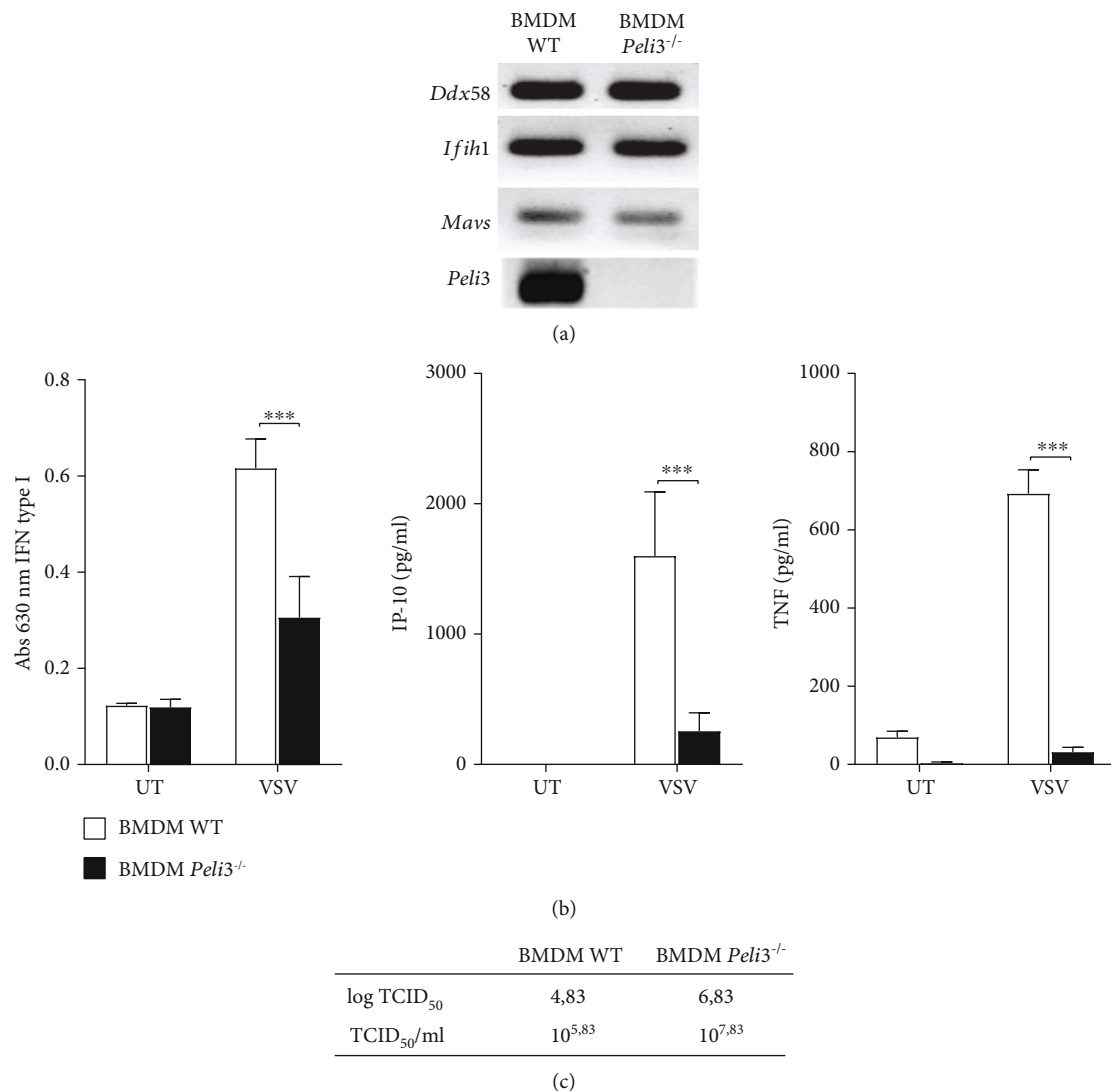 BMDM WT
BMDM Peli3-/-
Ddx58
Ifih1
Mavs
Peli3
(a)
0.8
0.6
0.4
0.2
0.0
Abs 630 nm IFN type I
***
UT
VSV
3000
2000
1000
0
IP-10 (pg/ml)
***
UT
VSV
1000
800
600
400
200
0
TNF (pg/ml)
***
UT
VSV
BMDM WT
BMDM Peli3-/-
(b)
BMDM WT BMDM Peli3-/-
log TCID50 4,83 6,83
TCID50/ml 10^5,83 10^7,83
(c)